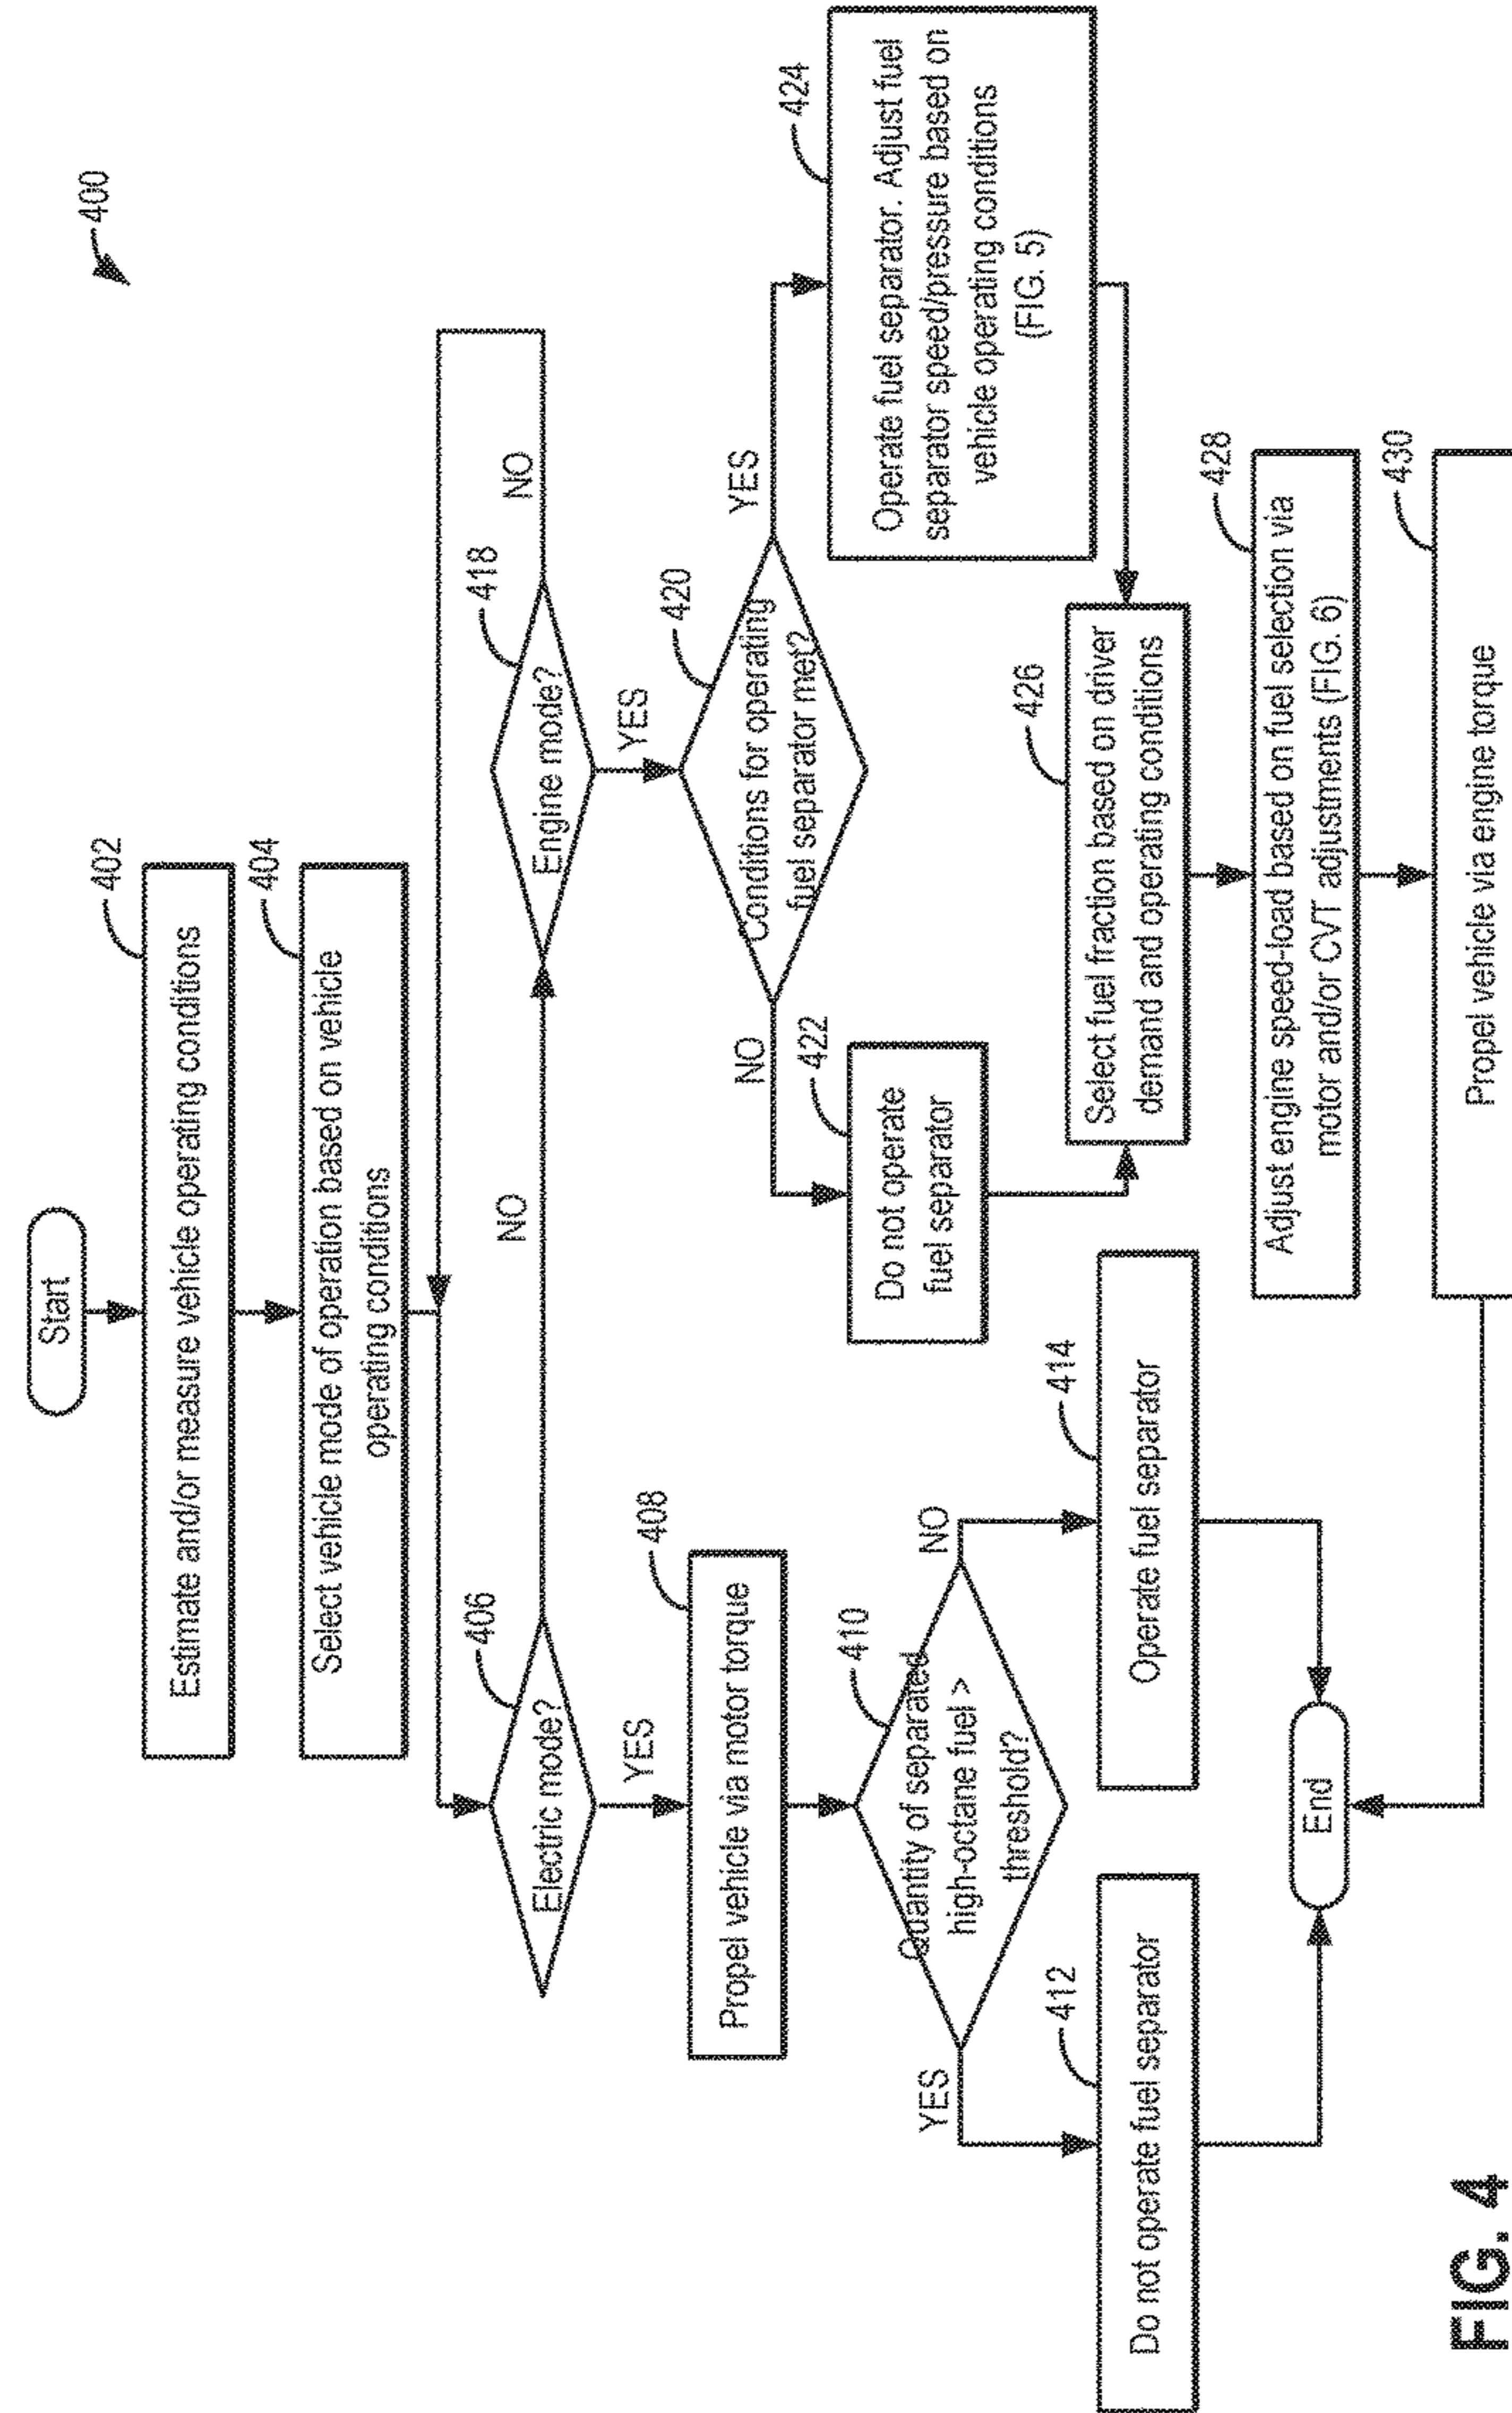 400
Start
402
Estimate and/or measure vehicle operating conditions
404
Select vehicle mode of operation based on vehicle
operating conditions
406
Electric mode?
NO
418
Engine mode?
NO
YES
YES
408
Propel vehicle via motor torque
420
Conditions for operating
fuel separator met?
NO
YES
410
Quantity of separated
high-octane fuel >
threshold?
YES
NO
422
Do not operate
fuel separator
424
Operate fuel separator. Adjust fuel
separator speed/pressure based on
vehicle operating conditions
(FIG. 5)
412
Do not operate fuel separator
414
Operate fuel separator
426
Select fuel fraction based on driver
demand and operating conditions
End
428
Adjust engine speed-load based on fuel selection via
motor and/or CVT adjustments (FIG. 6)
430
Propel vehicle via engine torque
FIG. 4